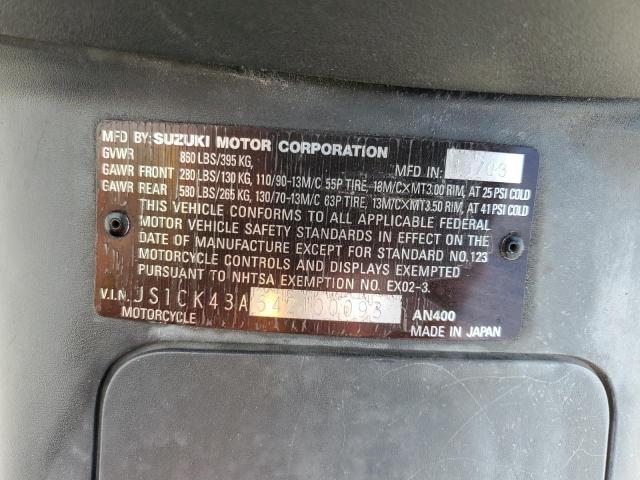 MFD BY: SUZUKI MOTOR CORPORATION
GVWR 860 LBS/395 KG, MFD IN:
GAWR FRONT 280 LBS/130 KG, 110/90-13M/C 55P TIRE, 18M/C×MT3.00 RIM, AT 25 PSI COLD
GAWR REAR 580 LBS/265 KG, 130/70-13M/C 63P TIRE, 13M/C×MT3.50 RIM, AT 41 PSI COLD
THIS VEHICLE CONFORMS TO ALL APPLICABLE FEDERAL
MOTOR VEHICLE SAFETY STANDARDS IN EFFECT ON THE
DATE OF MANUFACTURE EXCEPT FOR STANDARD NO.123
MOTORCYCLE CONTROLS AND DISPLAYS EXEMPTED
PURSUANT TO NHTSA EXEMPTION NO. EX02-3.
V.I.N. JS1CK43A
MOTORCYCLE AN400
MADE IN JAPAN